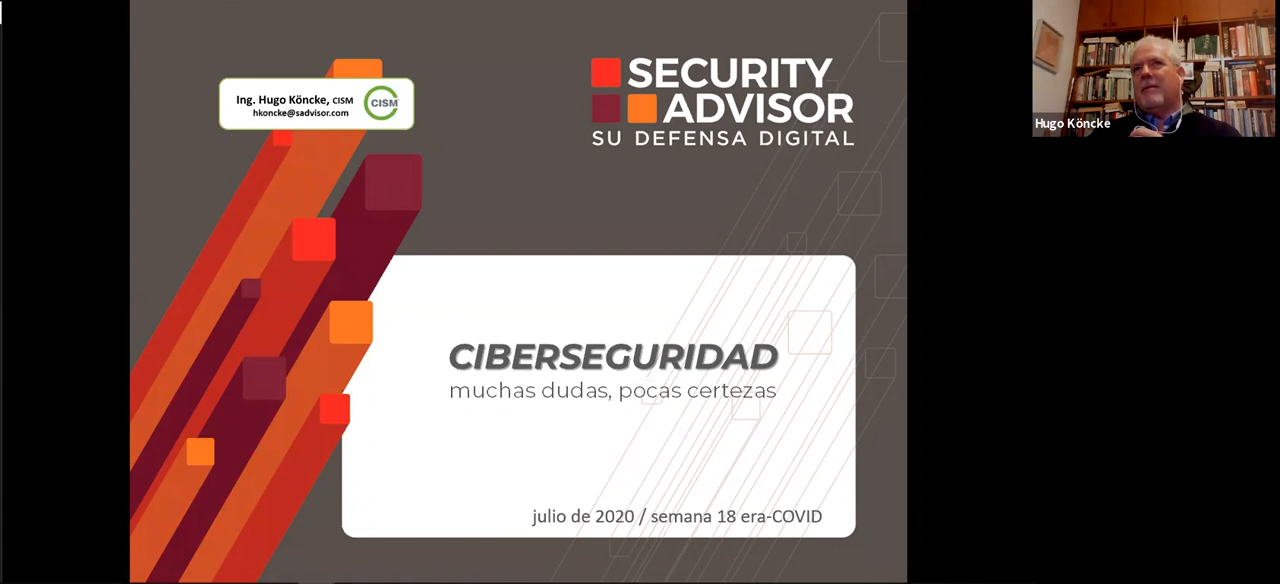 Ing. Hugo Köncke, CISM
hkoncke@sadvisor.com
CISM
SECURITY
ADVISOR
SU DEFENSA DIGITAL
CIBERSEGURIDAD
muchas dudas, pocas certezas
julio de 2020 / semana 18 era-COVID
Hugo Köncke